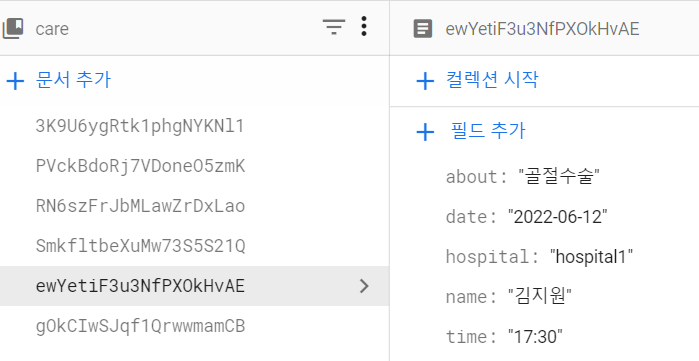 care
문서 추가
3K9U6ygRtk1phgNYKNl1
PVckBdoRj7VDoneO5zmK
RN6szFrJbMLawZrDxLao
SmkfltbeXuMw73S5S21Q
ewYetiF3u3NfPXOkHvAE
gOkCIwSJqf1QrwwmamCB
ewYetiF3u3NfPXOkHvAE
컬렉션 시작
필드 추가
about: "골절수술"
date: "2022-06-12"
hospital: "hospital1"
name: "김지원"
time: "17:30"